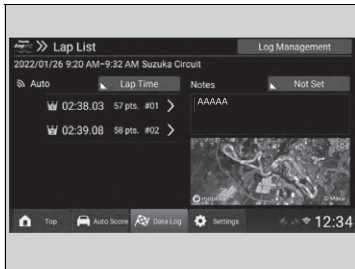 Lap List
Log Management
2022/01/26 9:20 AM–9:32 AM Suzuka Circuit
Auto
Lap Time
Notes
Not Set
02:38.03 57 pts. #01
AAAAA
02:39.08 58 pts. #02
mapbox
© Maxar
Top
Auto Score
Data Log
Settings
12:34